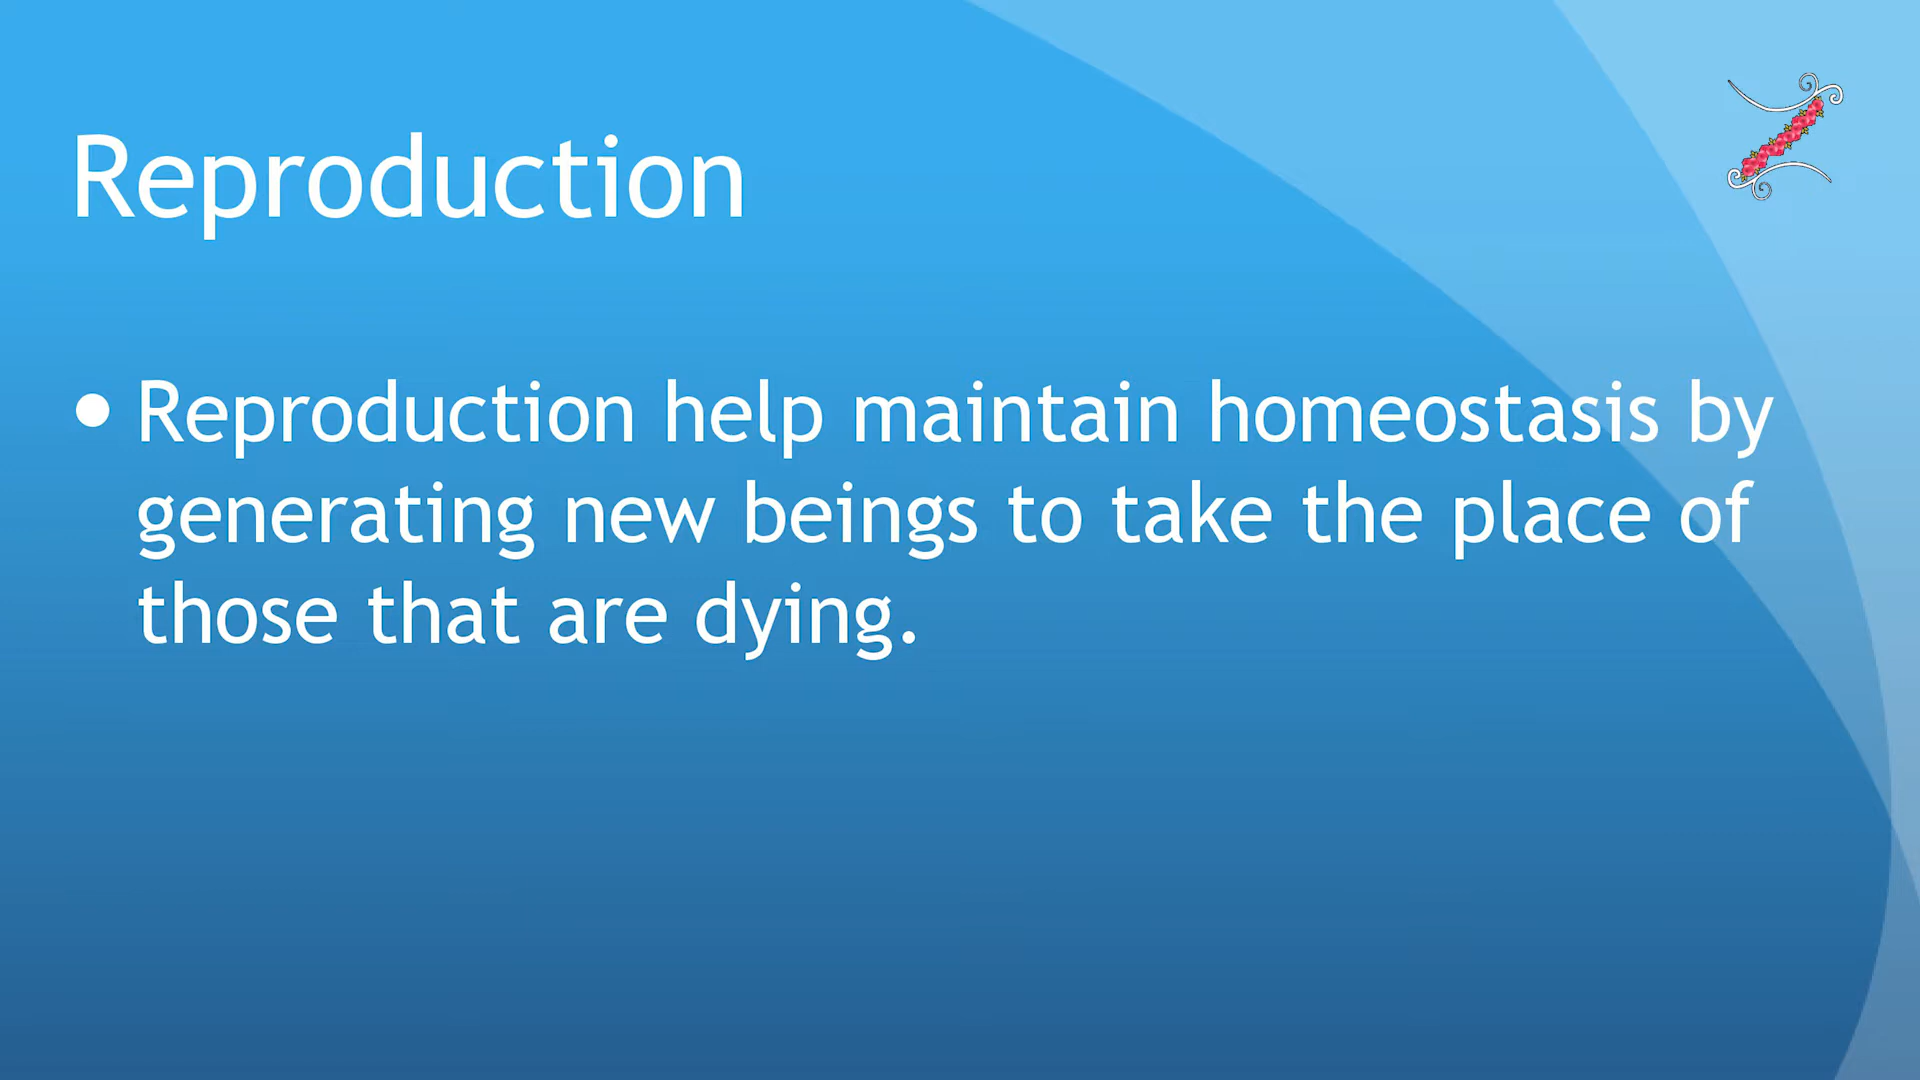 Reproduction
• Reproduction help maintain homeostasis by
generating new beings to take the place of
those that are dying.